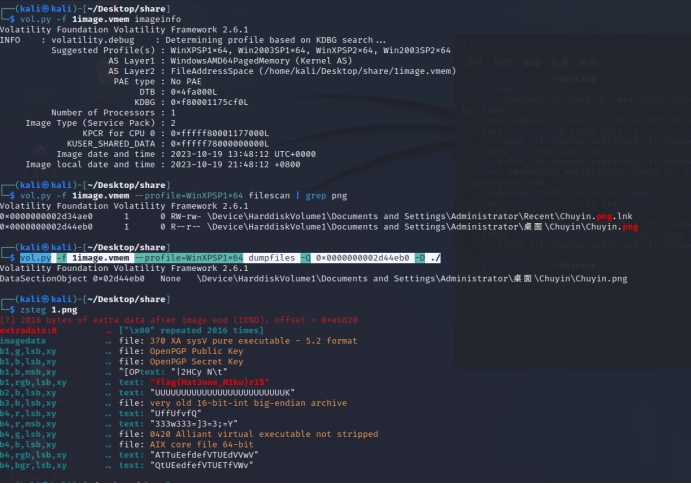 ┌──(kali㉿kali)-[~/Desktop/share]
└─$ vol.py -f 1image.vmem imageinfo
Volatility Foundation Volatility Framework 2.6.1
INFO    : volatility.debug    : Determining profile based on KDBG search...
Suggested Profile(s) : WinXPSP1×64, Win2003SP1×64, WinXPSP2×64, Win2003SP2×64
AS Layer1 : WindowsAMD64PagedMemory (Kernel AS)
AS Layer2 : FileAddressSpace (/home/kali/Desktop/share/1image.vmem)
PAE type : No PAE
DTB : 0×4fa000L
KDBG : 0×f80001175cf0L
Number of Processors : 1
Image Type (Service Pack) : 2
KPCR for CPU 0 : 0×fffff80001177000L
KUSER_SHARED_DATA : 0×fffff78000000000L
Image date and time : 2023-10-19 13:48:12 UTC+0000
Image local date and time : 2023-10-19 21:48:12 +0800
┌──(kali㉿kali)-[~/Desktop/share]
└─$ vol.py -f 1image.vmem --profile=WinXPSP1×64 filescan | grep png
Volatility Foundation Volatility Framework 2.6.1
0×0000000002d34ae0      1      0 RW-rw- \Device\HarddiskVolume1\Documents and Settings\Administrator\Recent\Chuyin.png.lnk
0×0000000002d44eb0      1      0 R--r-- \Device\HarddiskVolume1\Documents and Settings\Administrator\桌面\Chuyin\Chuyin.png
┌──(kali㉿kali)-[~/Desktop/share]
└─$ vol.py -f 1image.vmem --profile=WinXPSP1×64 dumpfiles -Q 0×0000000002d44eb0 -D ./
Volatility Foundation Volatility Framework 2.6.1
DataSectionObject 0×02d44eb0   None   \Device\HarddiskVolume1\Documents and Settings\Administrator\桌面\Chuyin\Chuyin.png
┌──(kali㉿kali)-[~/Desktop/share]
└─$ zsteg 1.png
[?] 2016 bytes of extra data after image end (IEND), offset = 0×eb020
extradata:0         .. ["\x00" repeated 2016 times]
imagedata           .. file: 370 XA sysV pure executable - 5.2 format
b1,g,lsb,xy         .. file: OpenPGP Public Key
b1,b,lsb,xy         .. file: OpenPGP Secret Key
b1,b,msb,xy         .. ^[OPtext: "|2HCy N\t"
b1,rgb,lsb,xy       .. text: "flag{Hat3une_M1ku}rI$"
b2,b,lsb,xy         .. text: "UUUUUUUUUUUUUUUUUUUUUUUUK"
b3,b,lsb,xy         .. file: very old 16-bit-int big-endian archive
b4,r,lsb,xy         .. text: "UffUfvfQ"
b4,r,msb,xy         .. text: "333w333=]3=3;=Y"
b4,g,lsb,xy         .. file: 0420 Alliant virtual executable not stripped
b4,b,lsb,xy         .. file: AIX core file 64-bit
b4,rgb,lsb,xy       .. text: "ATTuEefdefVTUEdVVwV"
b4,bgr,lsb,xy       .. text: "QtUEedfefVTUETfVWv"